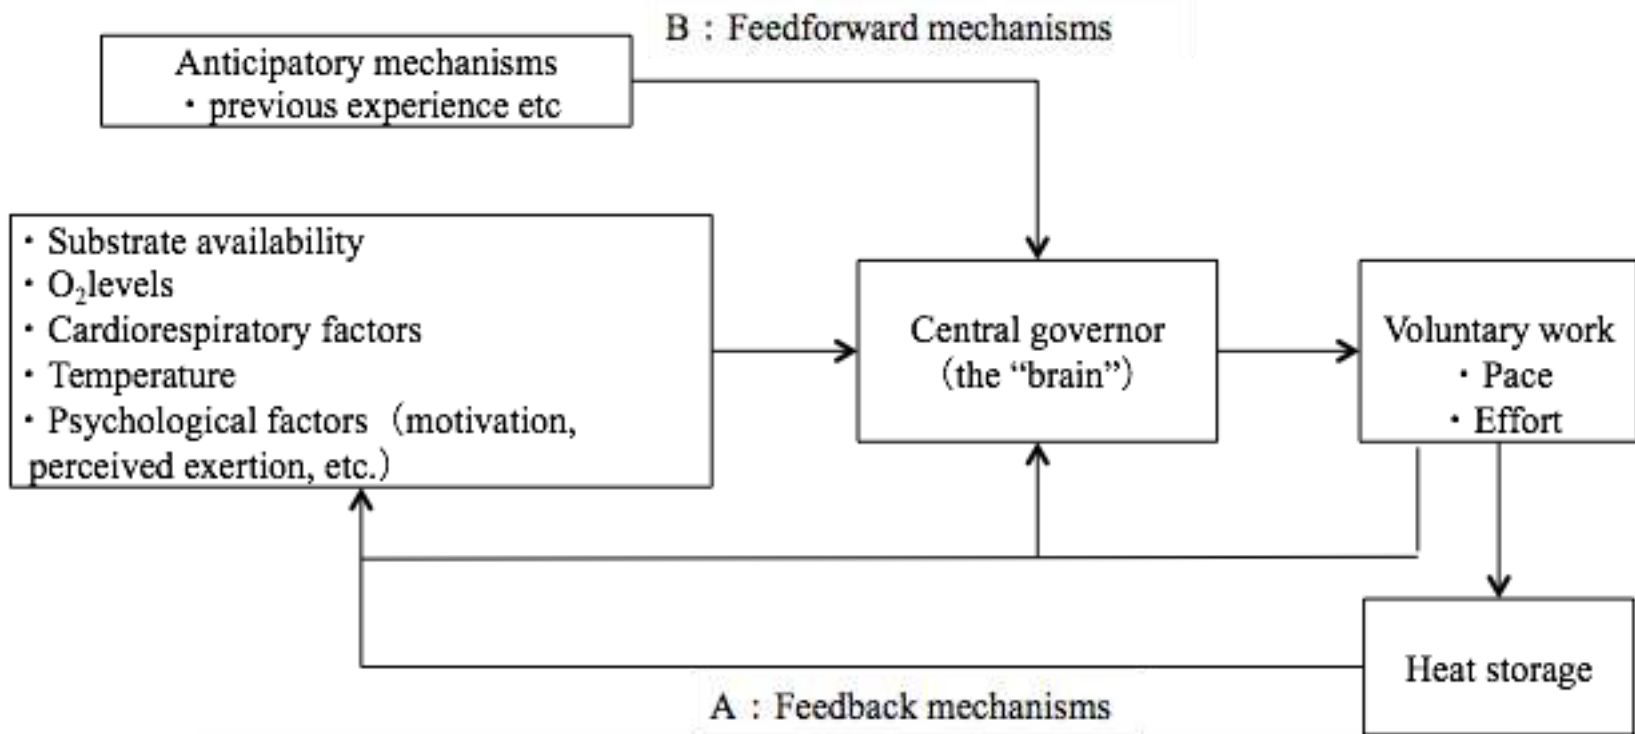 B：Feedforward mechanisms
Anticipatory mechanisms
・previous experience etc
・Substrate availability
・O₂levels
・Cardiorespiratory factors
・Temperature
・Psychological factors（motivation,
perceived exertion, etc.）
Central governor
（the “brain”）
Voluntary work
・Pace
・Effort
Heat storage
A：Feedback mechanisms